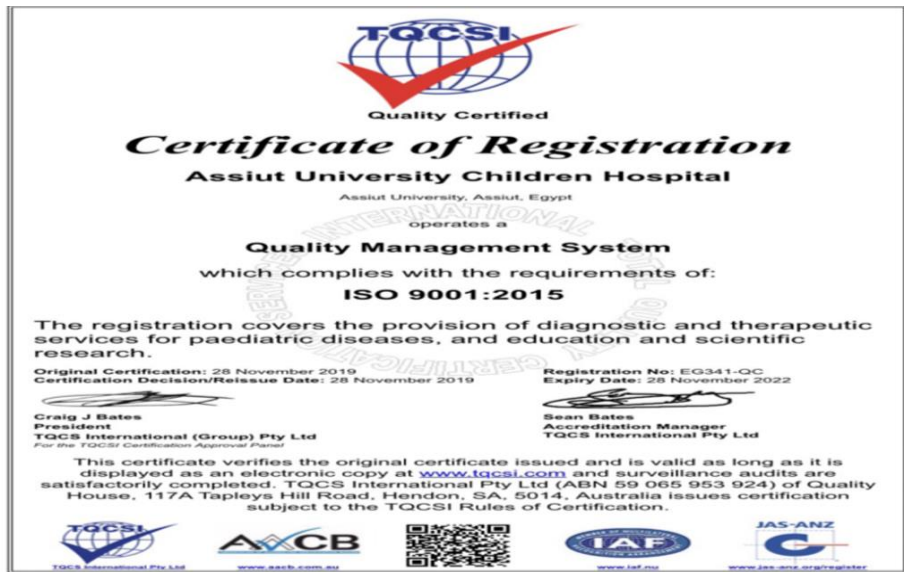 TQCSI
Quality Certified
Certificate of Registration
Assiut University Children Hospital
Assiut University, Assiut, Egypt
operates a
Quality Management System
which complies with the requirements of:
ISO 9001:2015
The registration covers the provision of diagnostic and therapeutic
services for paediatric diseases, and education and scientific
research.
Original Certification: 28 November 2019
Certification Decision/Reissue Date: 28 November 2019
Registration No: EG341-QC
Expiry Date: 28 November 2022
Craig J Bates
President
TQCS International (Group) Pty Ltd
For the TQCSI Certification Approval Panel
Sean Bates
Accreditation Manager
TQCS International Pty Ltd
This certificate verifies the original certificate issued and is valid as long as it is
displayed as an electronic copy at www.tqcsi.com and surveillance audits are
satisfactorily completed. TQCS International Pty Ltd (ABN 59 065 953 924) of Quality
House, 117A Tapleys Hill Road, Hendon, SA, 5014, Australia issues certification
subject to the TQCSI Rules of Certification.
TQCSI
TQCS International Pty Ltd
AACB
www.aacb.com.au
IAF
www.iaf.nu
JAS-ANZ
www.jas-anz.org/register